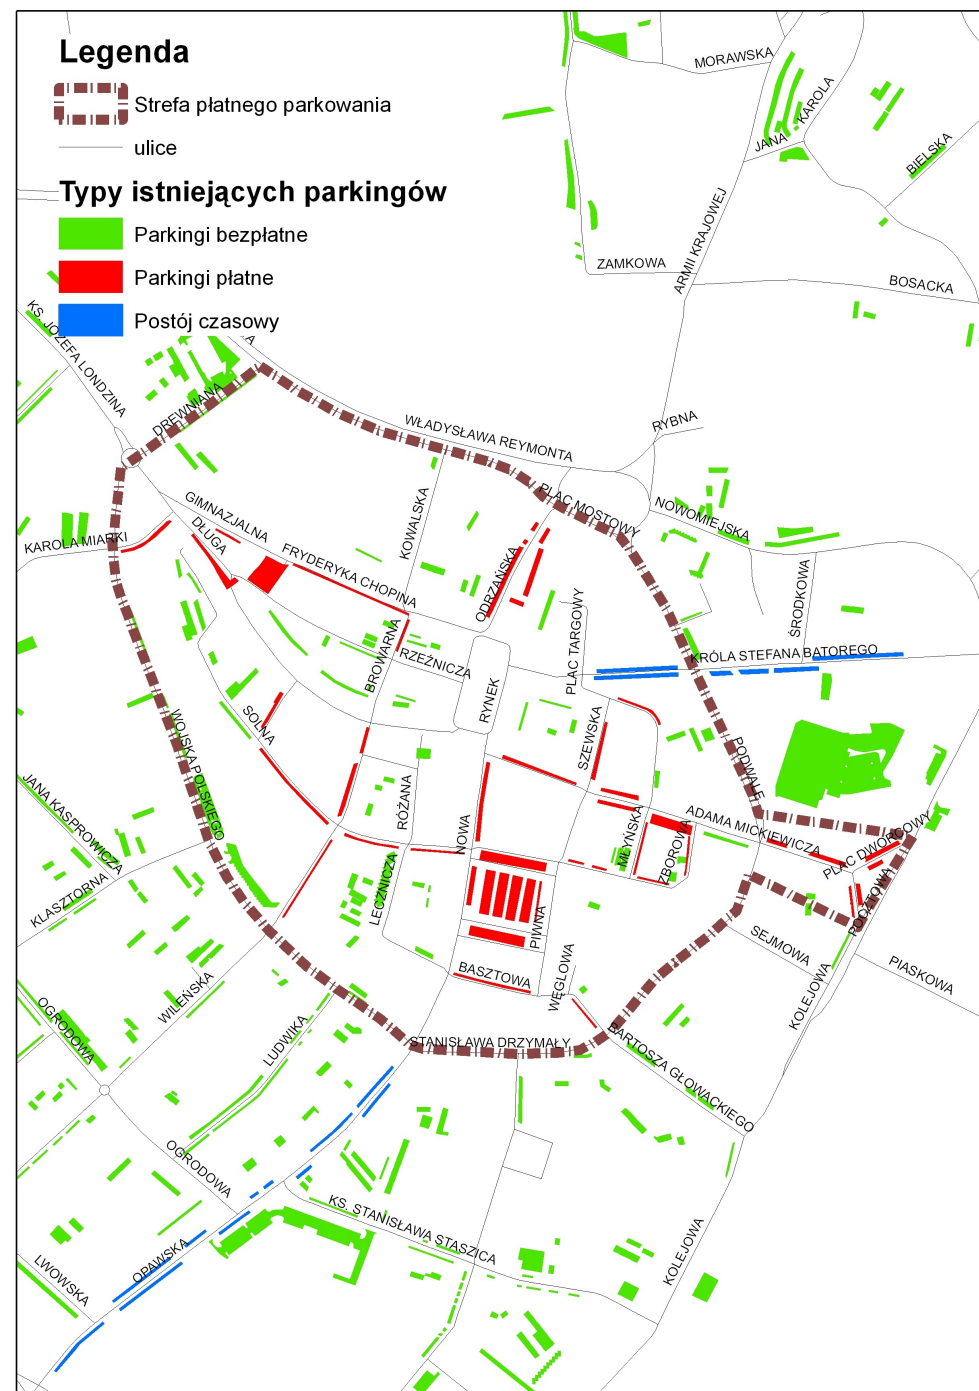 Legenda
Strefa płatnego parkowania
ulice
Typy istniejących parkingów
Parkingi bezpłatne
Parkingi płatne
Postój czasowy
MORAWSKA
JANA KAROLA
BIELSKA
ARMII KRAJOWEJ
ZAMKOWA
BOSACKA
KS. JÓZEFA LONDZINA
DREWNIANA
WŁADYSŁAWA REYMONTA
RYBNA
PLAC MOSTOWY
NOWOMIEJSKA
KAROLA MIARKI
GIMNAZJALNA
DŁUGA
FRYDERYKA CHOPINA
KOWALSKA
ODRZAŃSKA
ŚRODKOWA
PLAC TARGOWY
KRÓLA STEFANA BATOREGO
BROWARNA
RZEŹNICZA
RYNEK
SOLNA
WOJSKA POLSKIEGO
SZEWSKA
PODWALE
JANA KASPROWICZA
RÓŻANA
NOWA
MŁYŃSKA
ZBOROWA
ADAMA MICKIEWICZA
PLAC DWORCOWY
KLASZTORNA
LECZNICZA
PIWNA
POCZTOWA
SEJMOWA
PIASKOWA
BASZTOWA
WĘGLOWA
KOLEJOWA
WILEŃSKA
OGRODOWA
LUDWIKA
STANISŁAWA DRZYMAŁY
BARTOSZA GŁOWACKIEGO
OGRODOWA
KS. STANISŁAWA STASZICA
KOLEJOWA
OPAWSKA
LWOWSKA